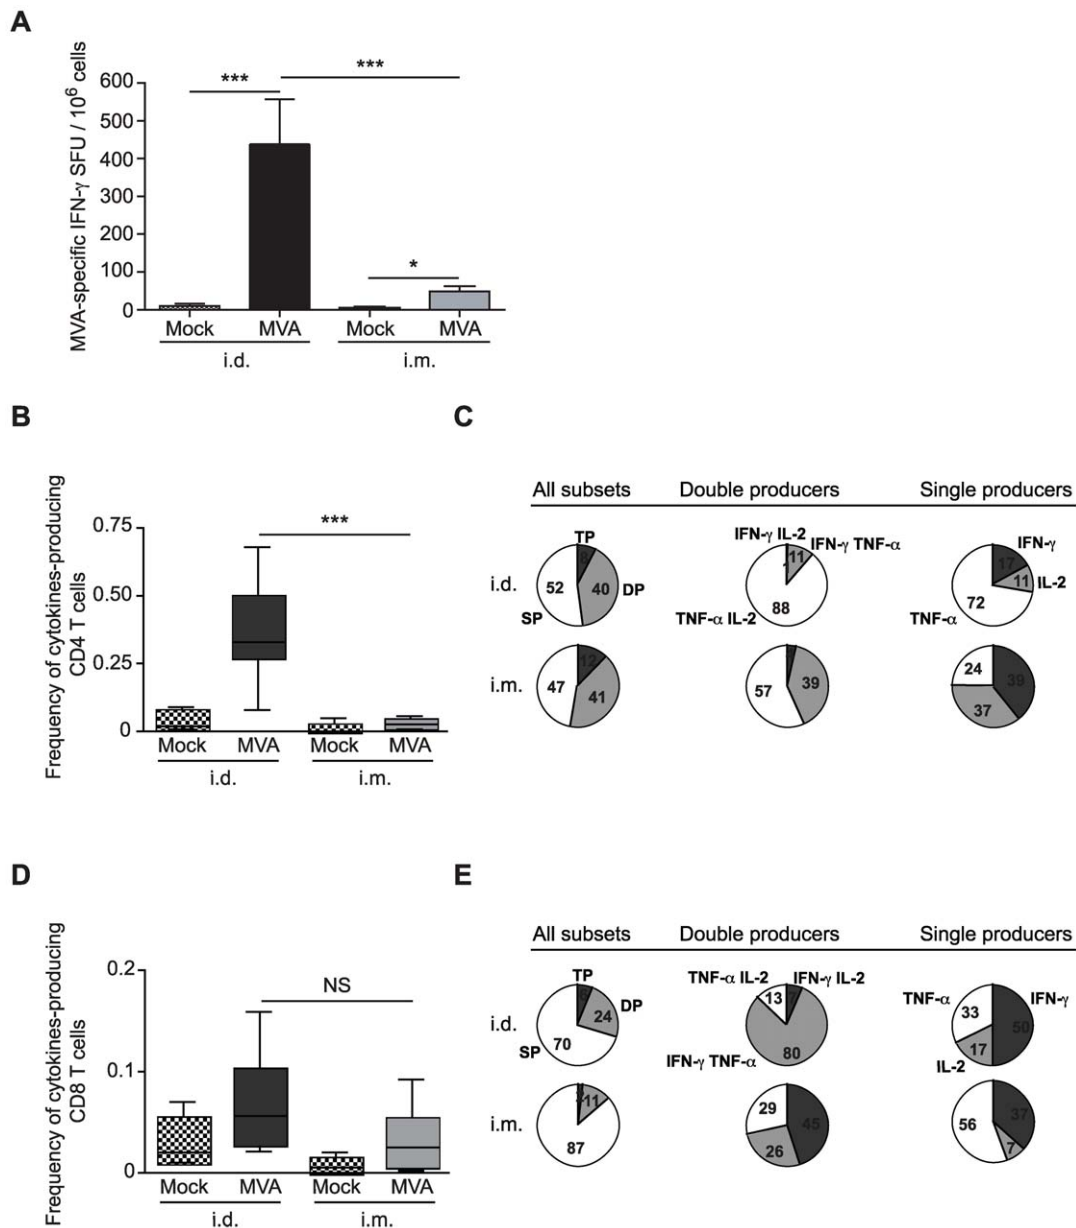 A
MVA-specific IFN-γ SFU / 10⁶ cells
600
500
400
300
200
100
0
***
***
*
Mock
MVA
Mock
MVA
i.d.
i.m.
B
Frequency of cytokines-producing
CD4 T cells
0.75
0.50
0.25
0
***
Mock
MVA
Mock
MVA
i.d.
i.m.
C
All subsets
Double producers
Single producers
i.d.
TP
8
40
DP
52
SP
IFN-γ IL-2
11
IFN-γ TNF-α
1
88
TNF-α IL-2
17
IFN-γ
11
IL-2
72
TNF-α
i.m.
12
47
41
57
39
24
39
37
D
Frequency of cytokines-producing
CD8 T cells
0.2
0.1
0
NS
Mock
MVA
Mock
MVA
i.d.
i.m.
E
All subsets
Double producers
Single producers
i.d.
TP
6
24
DP
70
SP
TNF-α IL-2
13
7
IFN-γ IL-2
80
IFN-γ TNF-α
TNF-α
33
50
IFN-γ
17
IL-2
i.m.
11
87
29
45
26
56
37
7